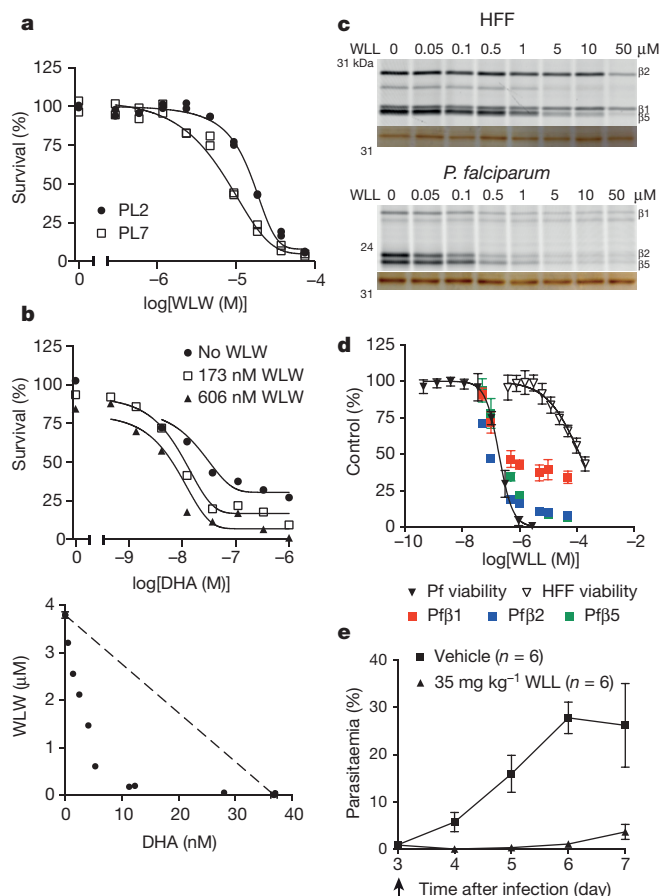 a
Survival (%)
125
100
75
50
25
0
PL2
PL7
0 −6 −5 −4
log[WLW (M)]
b
Survival (%)
125
100
75
50
25
0
No WLW
173 nM WLW
606 nM WLW
0 −9 −8 −7 −6
log[DHA (M)]
WLW (μM)
5
4
3
2
1
0
0 10 20 30 40
DHA (nM)
c
HFF
WLL 0 0.05 0.1 0.5 1 5 10 50 μM
31 kDa
β2
β1
β5
31
P. falciparum
WLL 0 0.05 0.1 0.5 1 5 10 50 μM
β1
24
β2
β5
31
d
Control (%)
125
100
75
50
25
0
−10 −8 −6 −4 −2
log[WLL (M)]
Pf viability HFF viability
Pfβ1 Pfβ2 Pfβ5
e
Vehicle (n = 6)
35 mg kg⁻¹ WLL (n = 6)
Parasitaemia (%)
40
30
20
10
0
3 4 5 6 7
Time after infection (day)